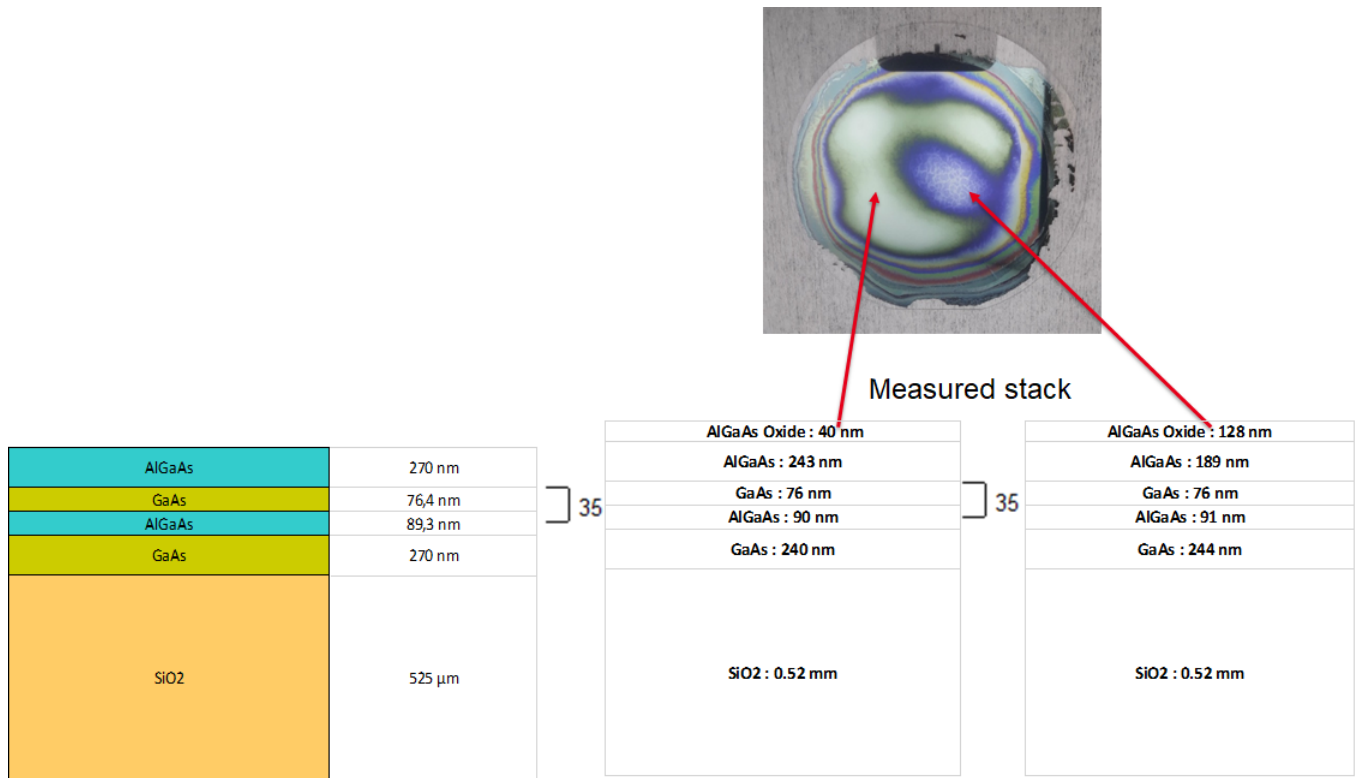 Measured stack
AlGaAs 270 nm
GaAs 76,4 nm
AlGaAs 89,3 nm
GaAs 270 nm
SiO2 525 µm
35
AlGaAs Oxide : 40 nm
AlGaAs : 243 nm
GaAs : 76 nm
AlGaAs : 90 nm
GaAs : 240 nm
SiO2 : 0.52 mm
35
AlGaAs Oxide : 128 nm
AlGaAs : 189 nm
GaAs : 76 nm
AlGaAs : 91 nm
GaAs : 244 nm
SiO2 : 0.52 mm